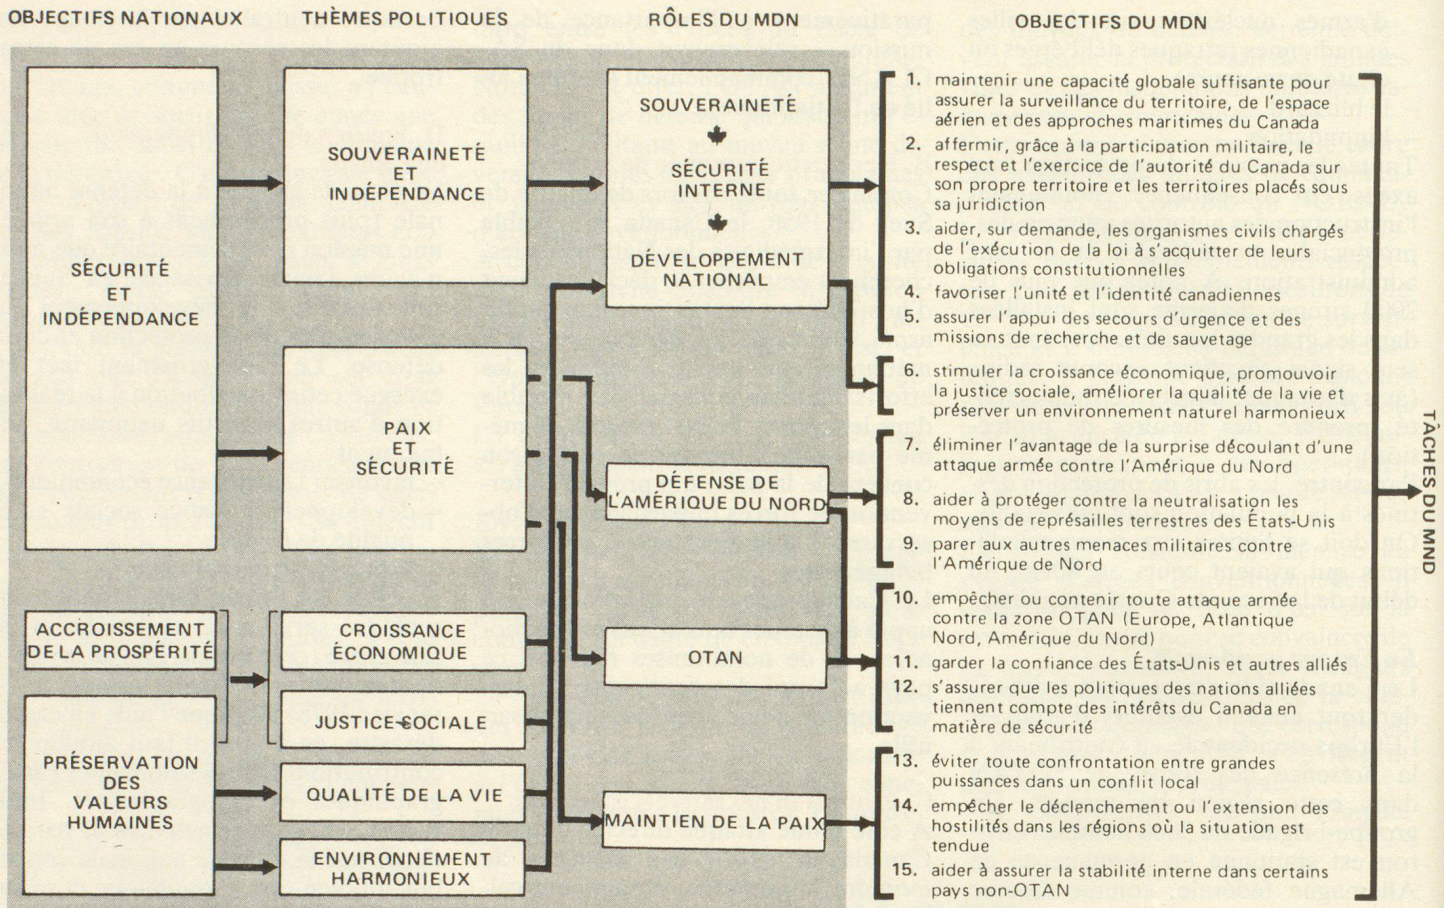 OBJECTIFS NATIONAUX
THÈMES POLITIQUES
RÔLES DU MDN
OBJECTIFS DU MDN
SÉCURITÉ
ET
INDÉPENDANCE
ACCROISSEMENT
DE LA PROSPÉRITÉ
PRÉSERVATION
DES
VALEURS
HUMAINES
SOUVERAINETÉ
ET
INDÉPENDANCE
PAIX
ET
SÉCURITÉ
CROISSANCE
ÉCONOMIQUE
JUSTICE SOCIALE
QUALITÉ DE LA VIE
ENVIRONNEMENT
HARMONIEUX
SOUVERAINETÉ
SÉCURITÉ
INTERNE
DÉVELOPPEMENT
NATIONAL
DÉFENSE DE
L'AMÉRIQUE DU NORD
OTAN
MAINTIEN DE LA PAIX
1. maintenir une capacité globale suffisante pour
assurer la surveillance du territoire, de l'espace
aérien et des approches maritimes du Canada
2. affermir, grâce à la participation militaire, le
respect et l'exercice de l'autorité du Canada sur
son propre territoire et les territoires placés sous
sa juridiction
3. aider, sur demande, les organismes civils chargés
de l'exécution de la loi à s'acquitter de leurs
obligations constitutionnelles
4. favoriser l'unité et l'identité canadiennes
5. assurer l'appui des secours d'urgence et des
missions de recherche et de sauvetage
6. stimuler la croissance économique, promouvoir
la justice sociale, améliorer la qualité de la vie et
préserver un environnement naturel harmonieux
7. éliminer l'avantage de la surprise découlant d'une
attaque armée contre l'Amérique du Nord
8. aider à protéger contre la neutralisation les
moyens de représailles terrestres des États-Unis
9. parer aux autres menaces militaires contre
l'Amérique de Nord
10. empêcher ou contenir toute attaque armée
contre la zone OTAN (Europe, Atlantique
Nord, Amérique du Nord)
11. garder la confiance des États-Unis et autres alliés
12. s'assurer que les politiques des nations alliées
tiennent compte des intérêts du Canada en
matière de sécurité
13. éviter toute confrontation entre grandes
puissances dans un conflit local
14. empêcher le déclenchement ou l'extension des
hostilités dans les régions où la situation est
tendue
15. aider à assurer la stabilité interne dans certains
pays non-OTAN
TÂCHES DU MND